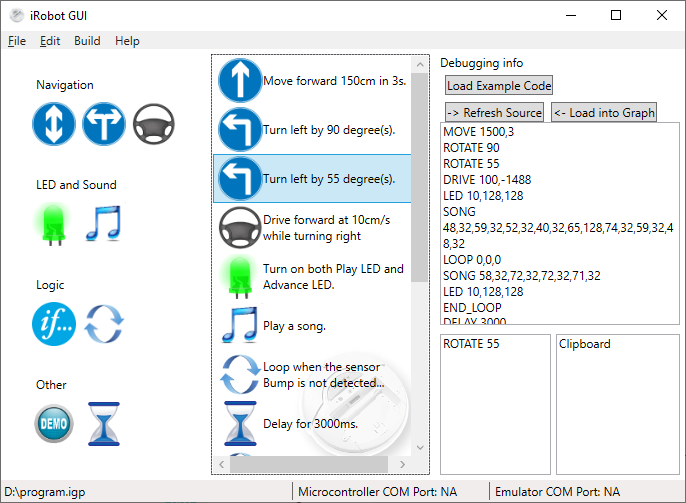 iRobot GUI
File Edit Build Help
Navigation
LED and Sound
Logic
if...
Other
DEMO
Move forward 150cm in 3s.
Turn left by 90 degree(s).
Turn left by 55 degree(s).
Drive forward at 10cm/s
while turning right
Turn on both Play LED and
Advance LED.
Play a song.
Loop when the sensor
Bump is not detected...
Delay for 3000ms.
Debugging info
Load Example Code
-> Refresh Source <- Load into Graph
MOVE 1500,3
ROTATE 90
ROTATE 55
DRIVE 100,-1488
LED 10,128,128
SONG
48,32,59,32,52,32,40,32,65,128,74,32,59,32,4
8,32
LOOP 0,0,0
SONG 58,32,72,32,72,32,71,32
LED 10,128,128
END_LOOP
DELAY 3000
ROTATE 55
Clipboard
D:\program.igp Microcontroller COM Port: NA Emulator COM Port: NA